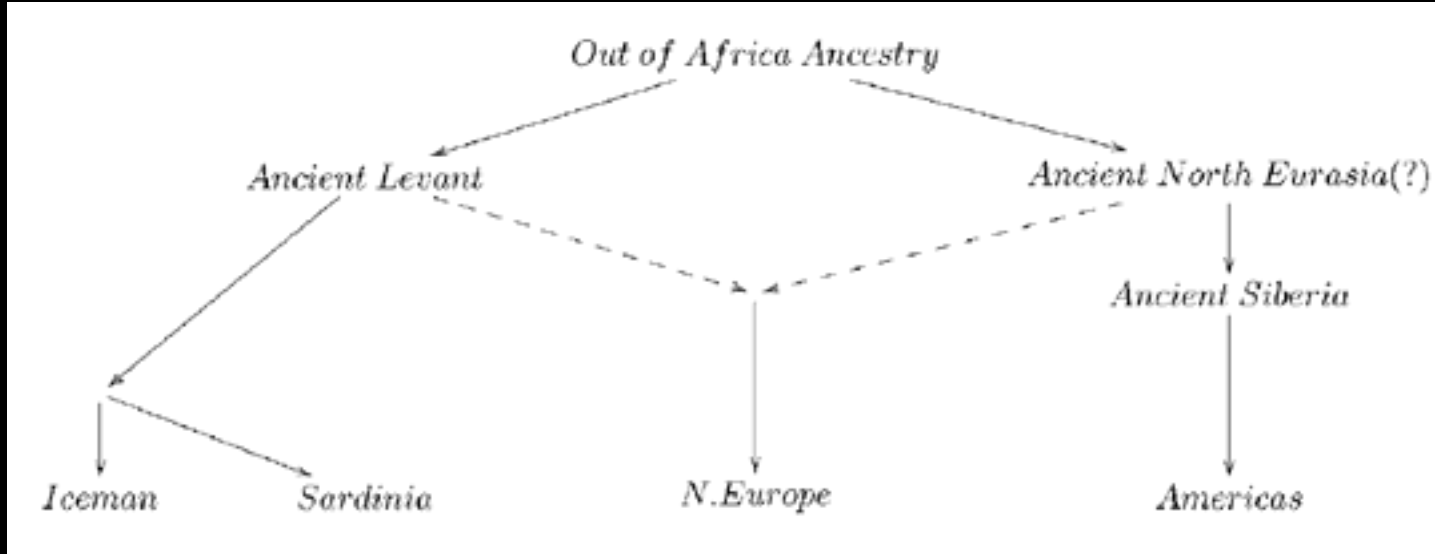 Out of Africa Ancestry
Ancient Levant
Ancient North Eurasia(?)
Ancient Siberia
Iceman
Sardinia
N.Europe
Americas